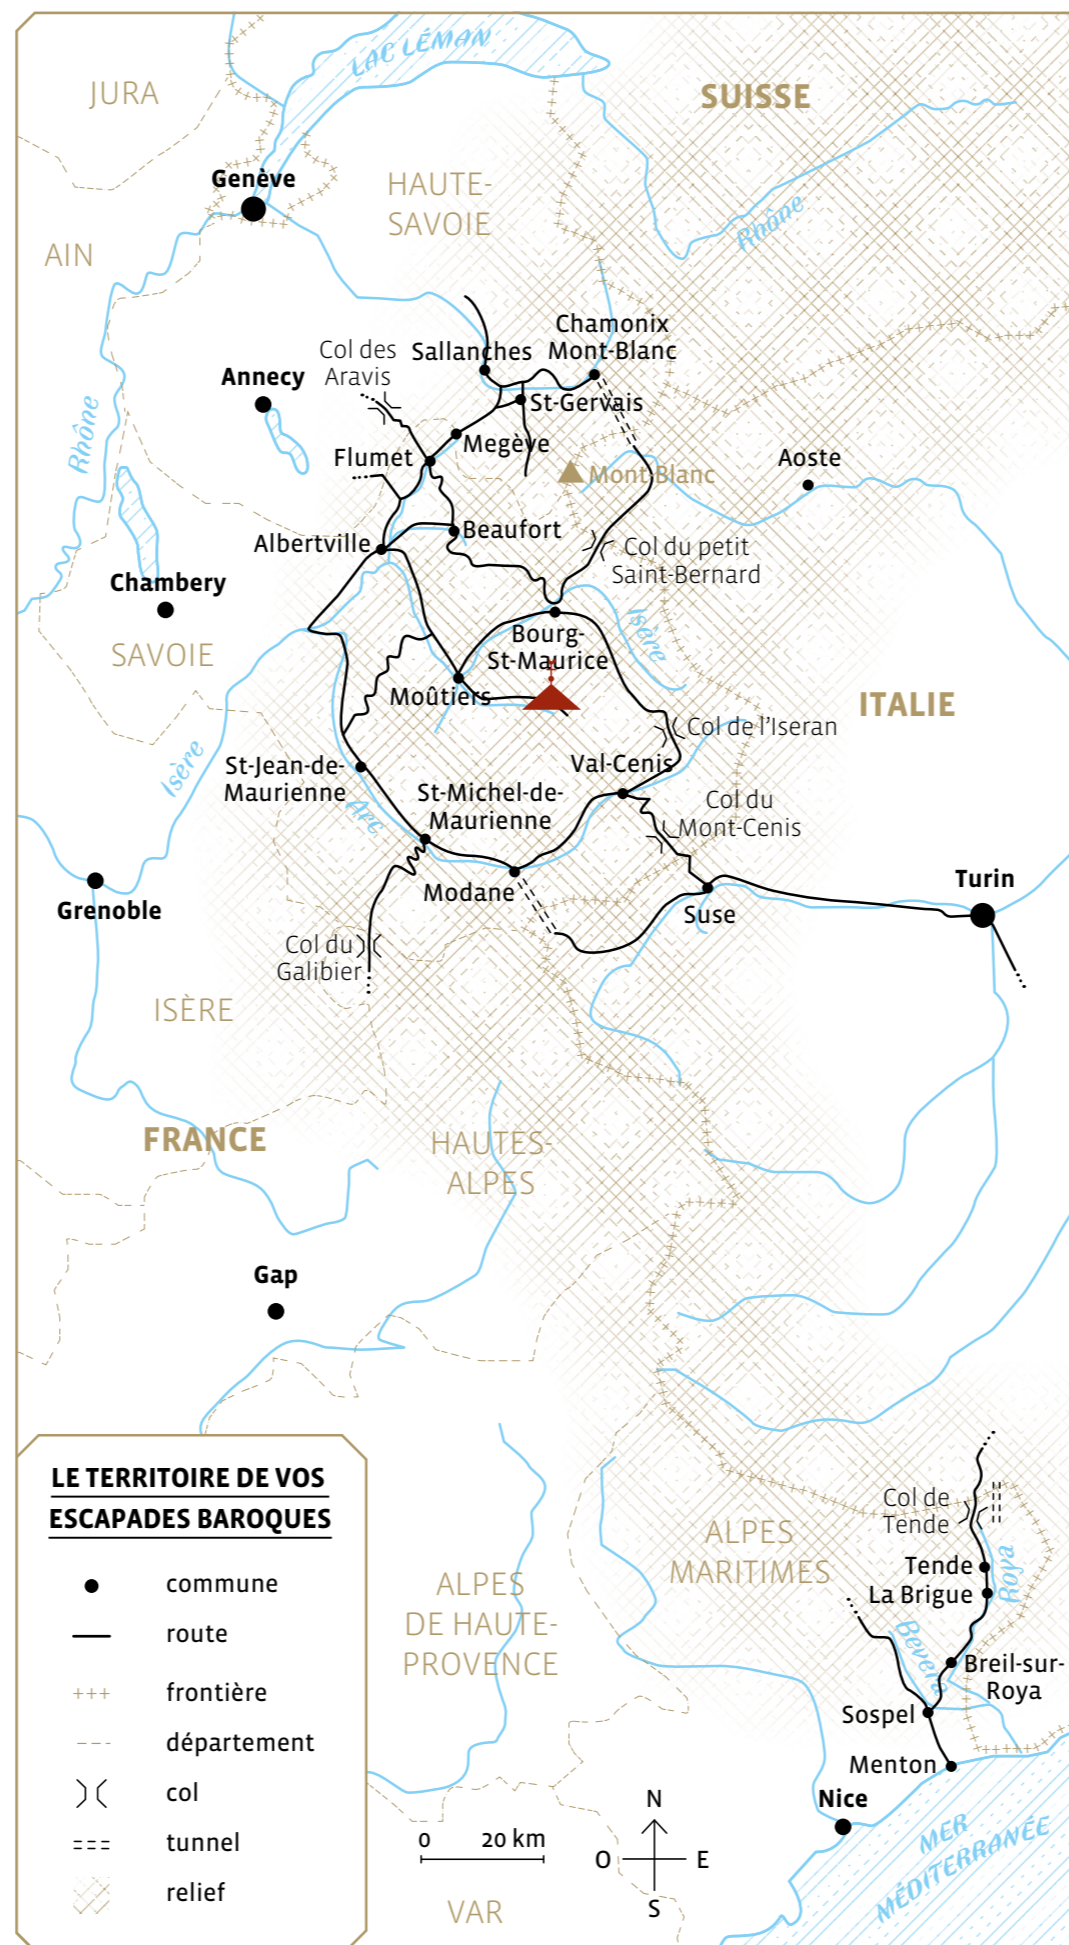 LAC LÉMAN
JURA
SUISSE
Genève
HAUTE-
SAVOIE
Rhône
AIN
Chamonix
Mont-Blanc
Sallanches
Col des
Aravis
Annecy
St-Gervais
Rhône
Megève
Flumet
Mont-Blanc
Aoste
Beaufort
Albertville
Col du petit
Saint-Bernard
Chambery
Isère
Bourg-
St-Maurice
SAVOIE
Moûtiers
ITALIE
Col de l'Iseran
Isère
St-Jean-de-
Maurienne
Val-Cenis
Arc
St-Michel-de-
Maurienne
Col du
Mont-Cenis
Grenoble
Modane
Suse
Turin
Col du
Galibier
ISÈRE
FRANCE
HAUTES-
ALPES
Gap
LE TERRITOIRE DE VOS
ESCAPADES BAROQUES
commune
route
frontière
département
col
tunnel
relief
Col de
Tende
ALPES
MARITIMES
Tende
La Brigue
Roya
ALPES
DE HAUTE-
PROVENCE
Bevera
Breil-sur-
Roya
Sospel
Menton
Nice
MER
MÉDITERRANÉE
0 20 km
N
O E
S
VAR